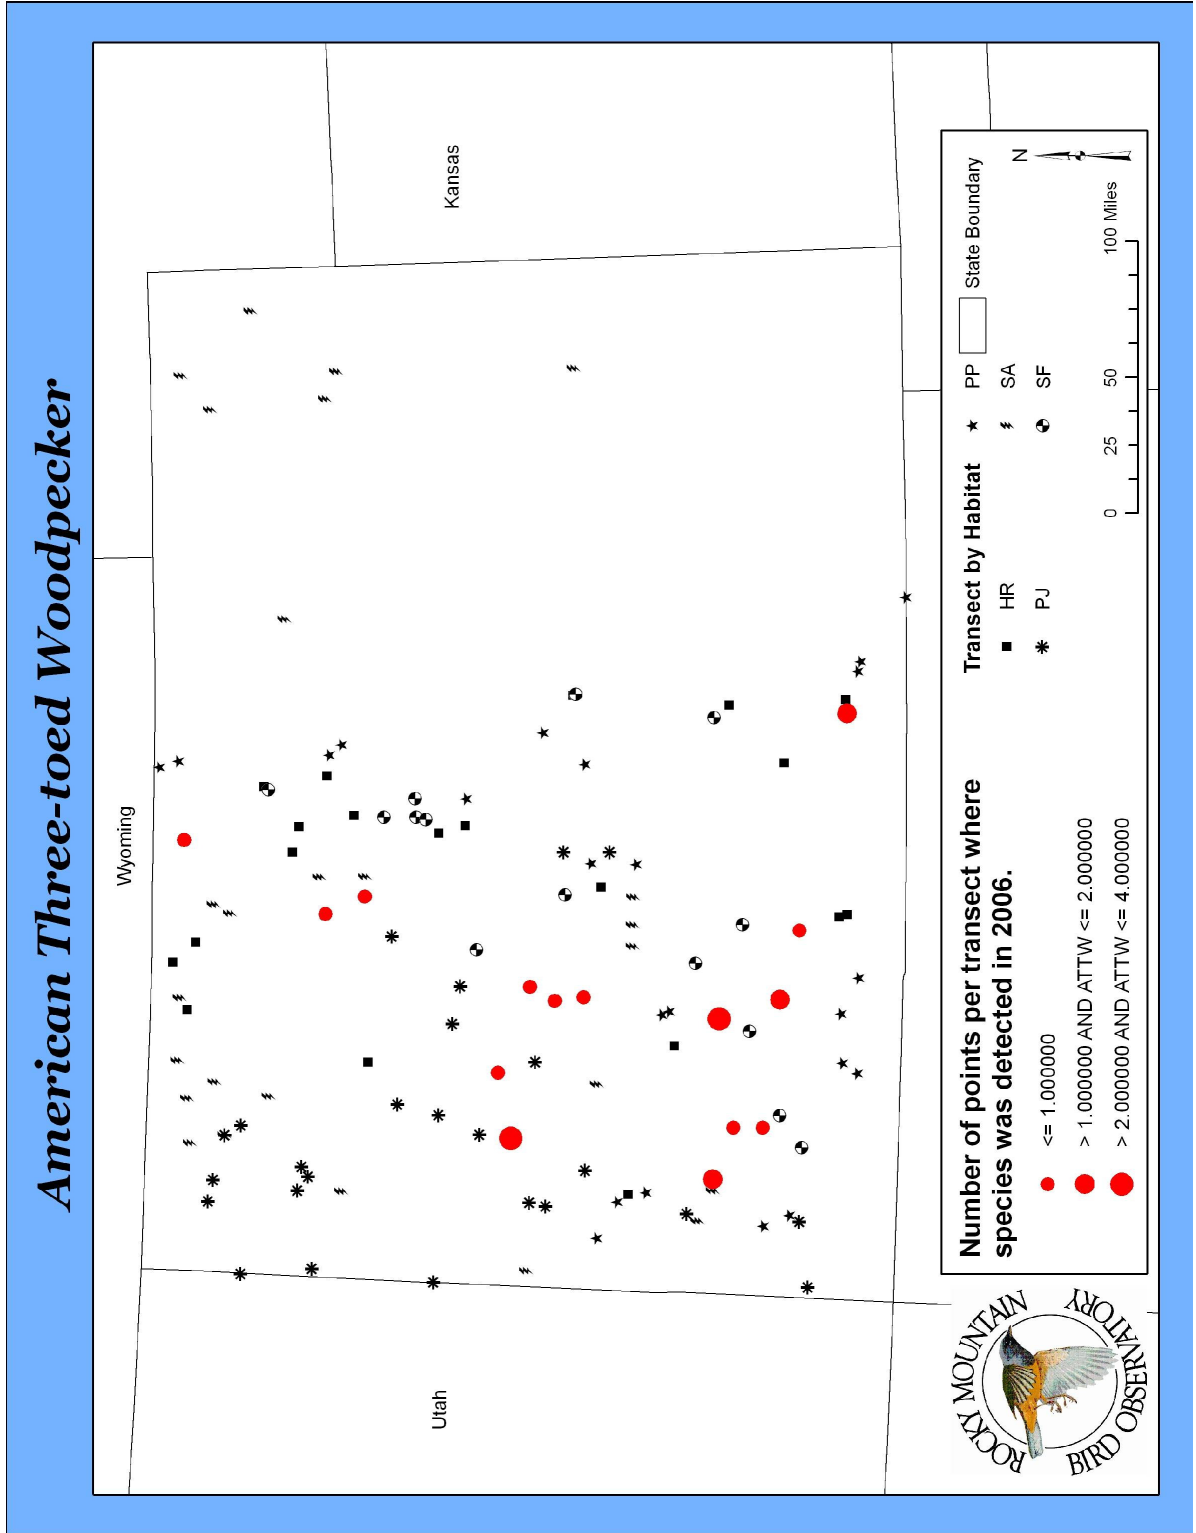 American Three-toed Woodpecker
Wyoming
Kansas
Utah
Number of points per transect where
species was detected in 2006.
<= 1.000000
> 1.000000 AND ATTW <= 2.000000
> 2.000000 AND ATTW <= 4.000000
Transect by Habitat
HR
PJ
PP
SA
SF
State Boundary
N
0 25 50 100 Miles
ROCKY MOUNTAIN
BIRD OBSERVATORY